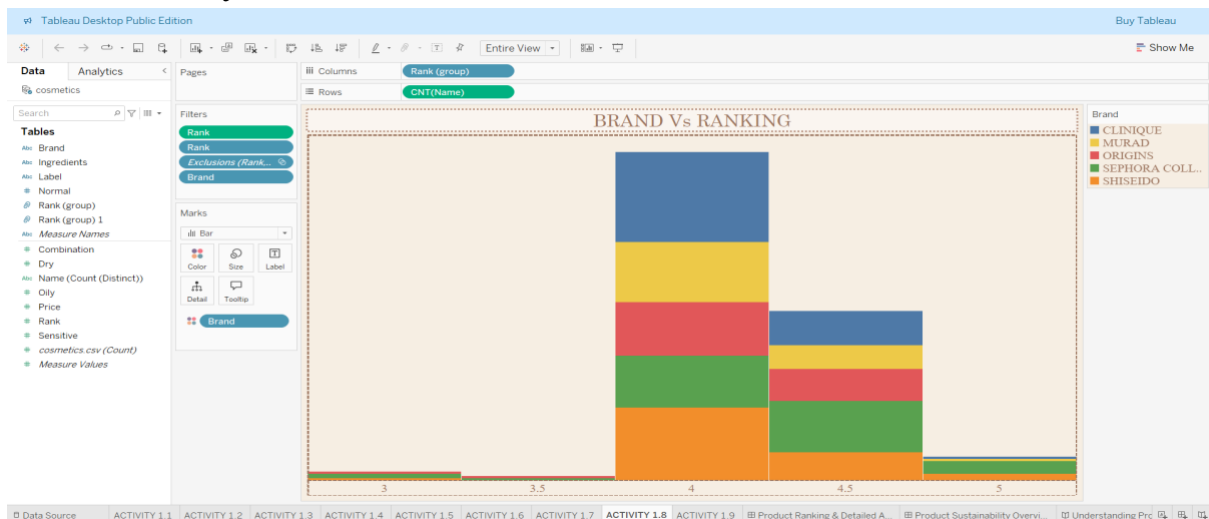 Tableau Desktop Public Edition
Buy Tableau
Entire View
Show Me
Data
Analytics
cosmetics
Search
Tables
Abc Brand
Abc Ingredients
Abc Label
Normal
Rank (group)
Rank (group) 1
Abc Measure Names
Combination
Dry
Abc Name (Count (Distinct))
Oily
Price
Rank
Sensitive
cosmetics.csv (Count)
Measure Values
Pages
Filters
Rank
Rank
Exclusions (Rank...
Brand
Marks
Bar
Color
Size
Label
Detail
Tooltip
Brand
Columns
Rank (group)
Rows
CNT(Name)
BRAND Vs RANKING
3
3.5
4
4.5
5
Brand
CLINIQUE
MURAD
ORIGINS
SEPHORA COLL...
SHISEIDO
Data Source
ACTIVITY 1.1
ACTIVITY 1.2
ACTIVITY 1.3
ACTIVITY 1.4
ACTIVITY 1.5
ACTIVITY 1.6
ACTIVITY 1.7
ACTIVITY 1.8
ACTIVITY 1.9
Product Ranking & Detailed A...
Product Sustainability Overvi...
Understanding Pro